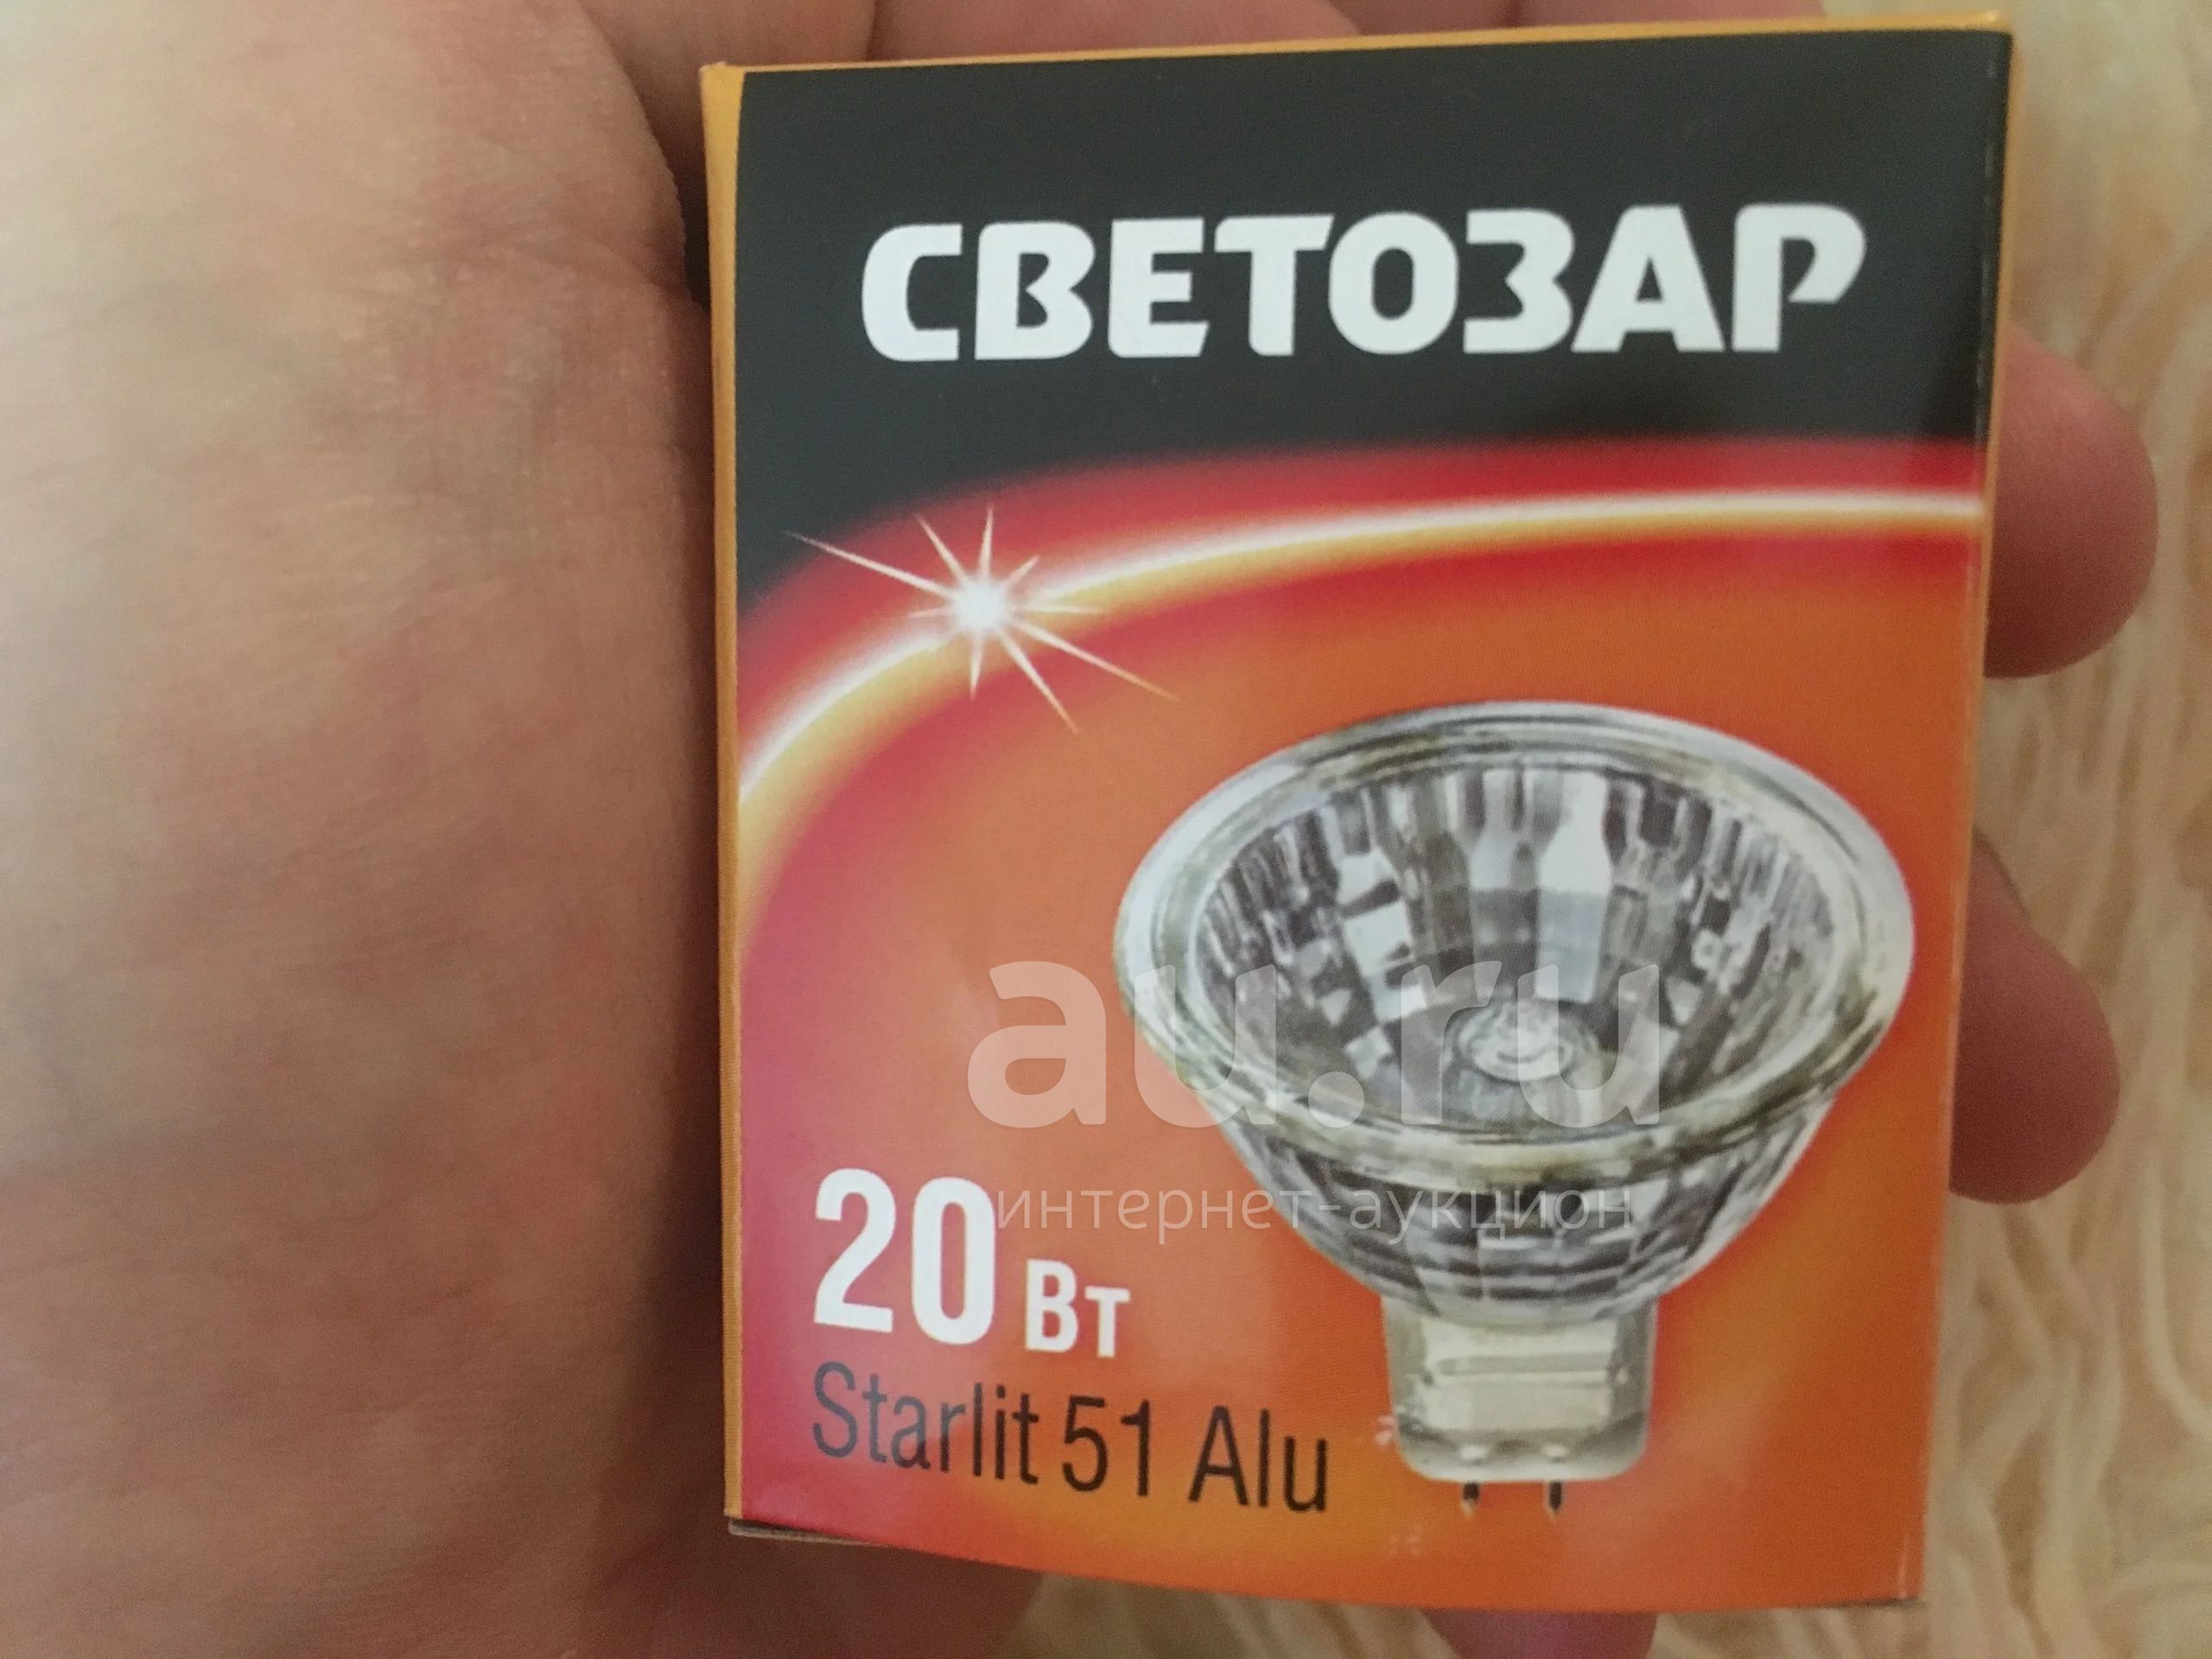 СВЕТОЗАР
au.ru
интернет-аукцион
20 Вт
Starlit 51 Alu